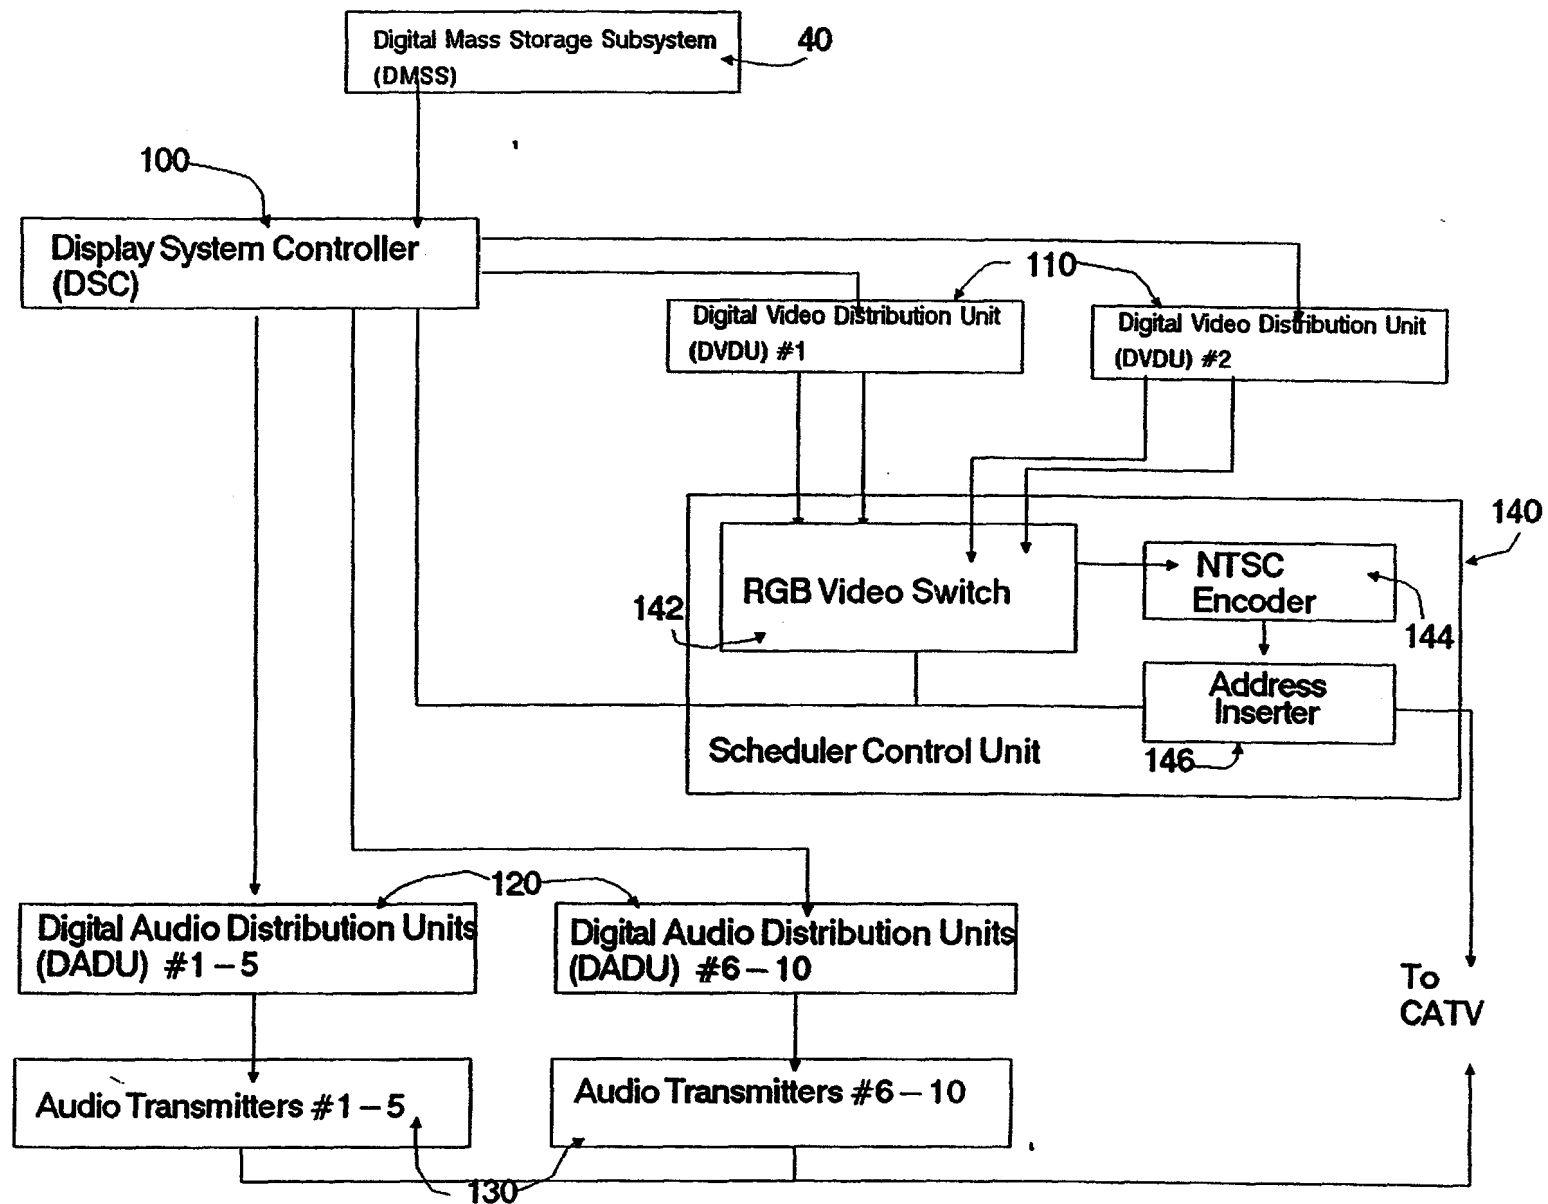 Digital Mass Storage Subsystem
(DMSS)
40
100
Display System Controller
(DSC)
110
Digital Video Distribution Unit
(DVDU) #1
Digital Video Distribution Unit
(DVDU) #2
140
RGB Video Switch
142
NTSC
Encoder
144
Address
Inserter
146
Scheduler Control Unit
120
Digital Audio Distribution Units
(DADU) #1-5
Digital Audio Distribution Units
(DADU) #6-10
To
CATV
Audio Transmitters #1-5
Audio Transmitters #6-10
130